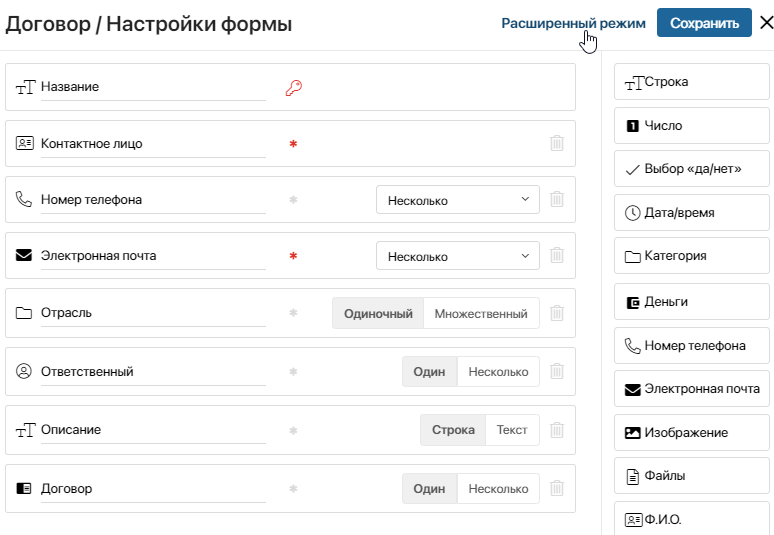 Договор / Настройки формы
Расширенный режим
Сохранить
Название
Контактное лицо
Номер телефона
Несколько
Электронная почта
Несколько
Отрасль
Одиночный
Множественный
Ответственный
Один
Несколько
Описание
Строка
Текст
Договор
Один
Несколько
Строка
Число
Выбор «да/нет»
Дата/время
Категория
Деньги
Номер телефона
Электронная почта
Изображение
Файлы
Ф.И.О.